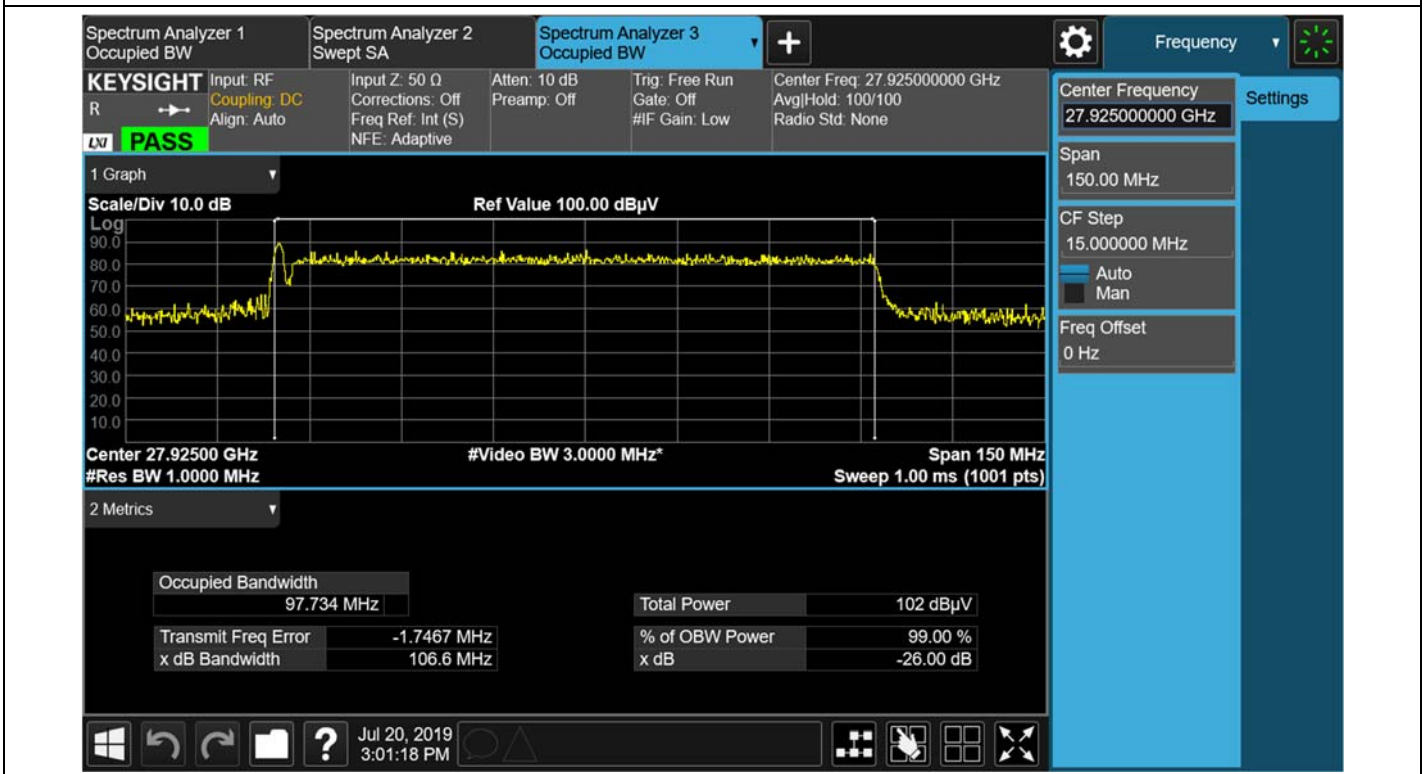 Spectrum Analyzer 1
Occupied BW
Spectrum Analyzer 2
Swept SA
Spectrum Analyzer 3
Occupied BW
Frequency
KEYSIGHT
R
LXI
PASS
Input: RF
Coupling: DC
Align: Auto
Input Z: 50 Ω
Corrections: Off
Freq Ref: Int (S)
NFE: Adaptive
Atten: 10 dB
Preamp: Off
Trig: Free Run
Gate: Off
#IF Gain: Low
Center Freq: 27.925000000 GHz
Avg|Hold: 100/100
Radio Std: None
Center Frequency
27.925000000 GHz
Settings
Span
150.00 MHz
CF Step
15.000000 MHz
Auto
Man
Freq Offset
0 Hz
1 Graph
Scale/Div 10.0 dB
Ref Value 100.00 dBµV
Log
90.0
80.0
70.0
60.0
50.0
40.0
30.0
20.0
10.0
Center 27.92500 GHz
#Video BW 3.0000 MHz*
Span 150 MHz
#Res BW 1.0000 MHz
Sweep 1.00 ms (1001 pts)
2 Metrics
Occupied Bandwidth
97.734 MHz
Total Power 102 dBµV
Transmit Freq Error -1.7467 MHz
% of OBW Power 99.00 %
x dB Bandwidth 106.6 MHz
x dB -26.00 dB
?
Jul 20, 2019
3:01:18 PM